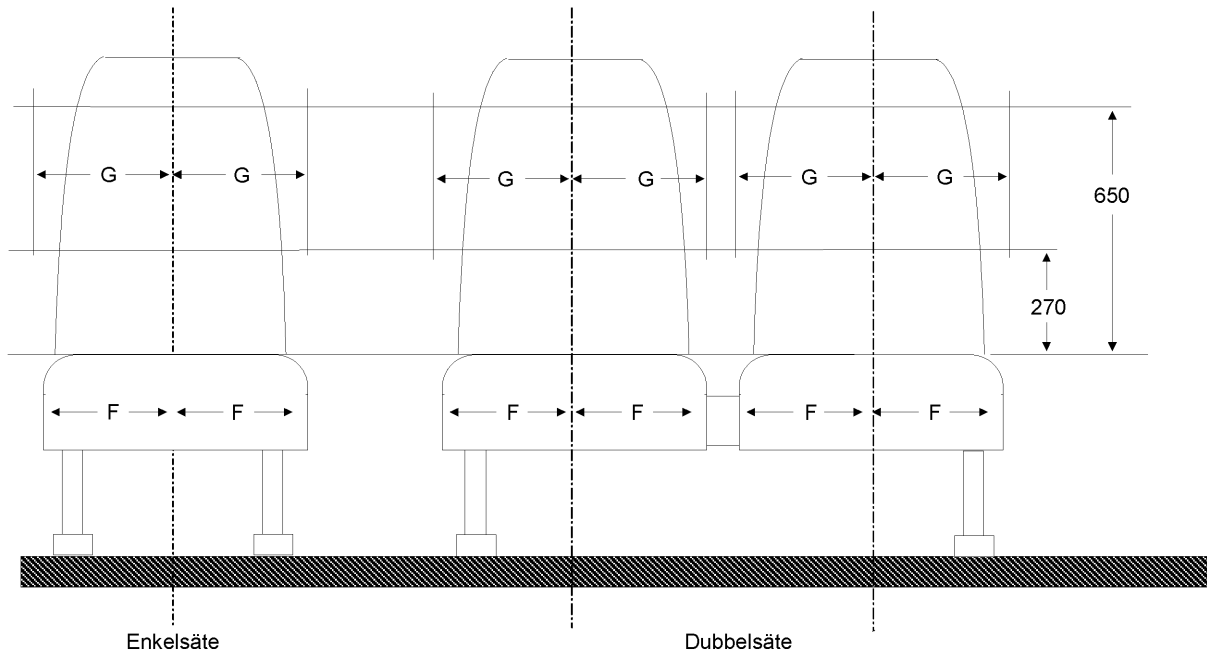 G G G G G G
650
270
F F F F F F
Enkelsäte Dubbelsäte